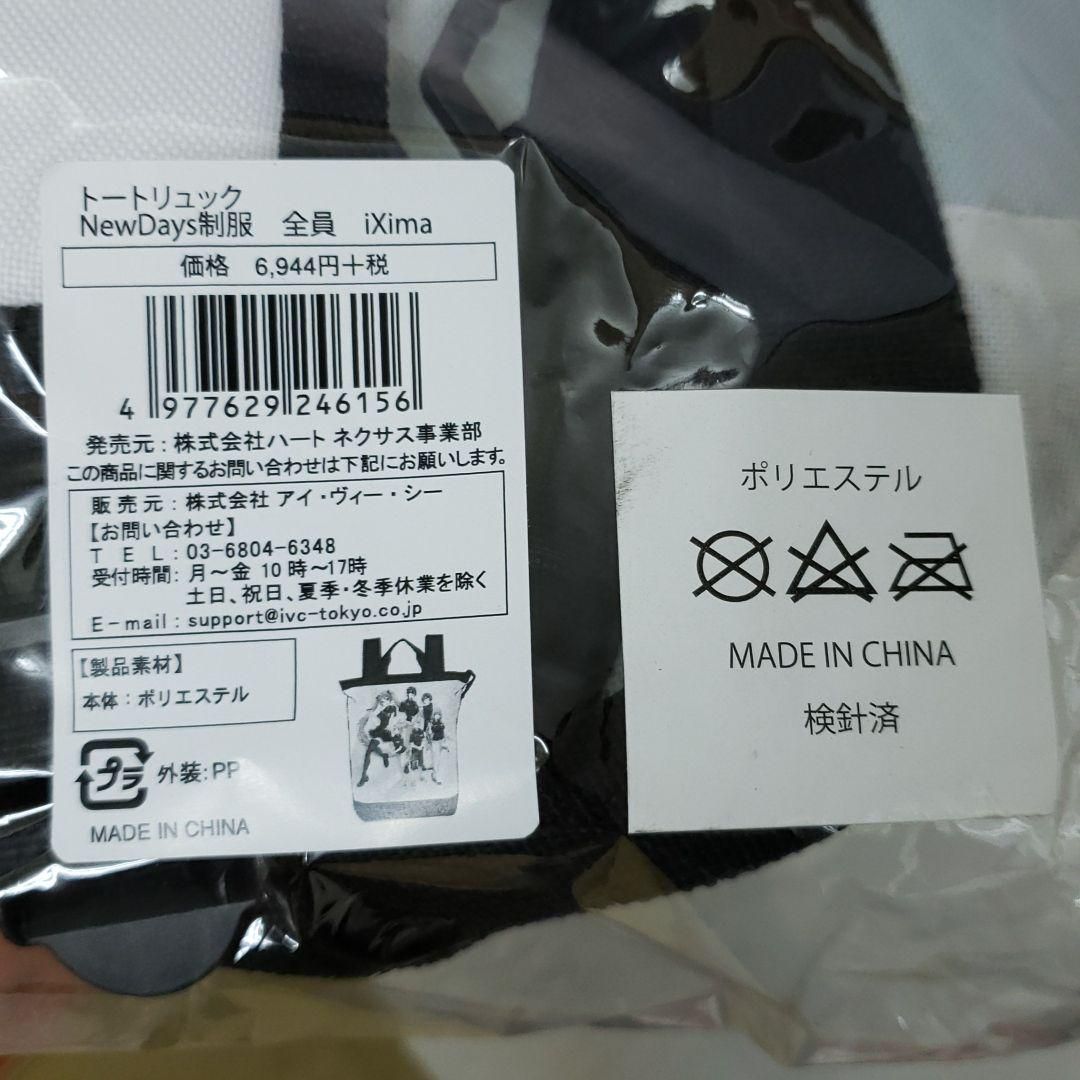 トートリュック
NewDays制服　全員　iXima
価格　6,944円+税
4 977629 246156
発売元：株式会社ハート ネクサス事業部
この商品に関するお問い合わせは下記にお願いします。
販売元：株式会社 アイ・ヴィー・シー
【お問い合わせ】
ＴＥＬ：03-6804-6348
受付時間：月～金 10時～17時
土日、祝日、夏季・冬季休業を除く
E-mail：support@ivc-tokyo.co.jp
【製品素材】
本体：ポリエステル
プラ 外装：PP
MADE IN CHINA
ポリエステル
MADE IN CHINA
検針済